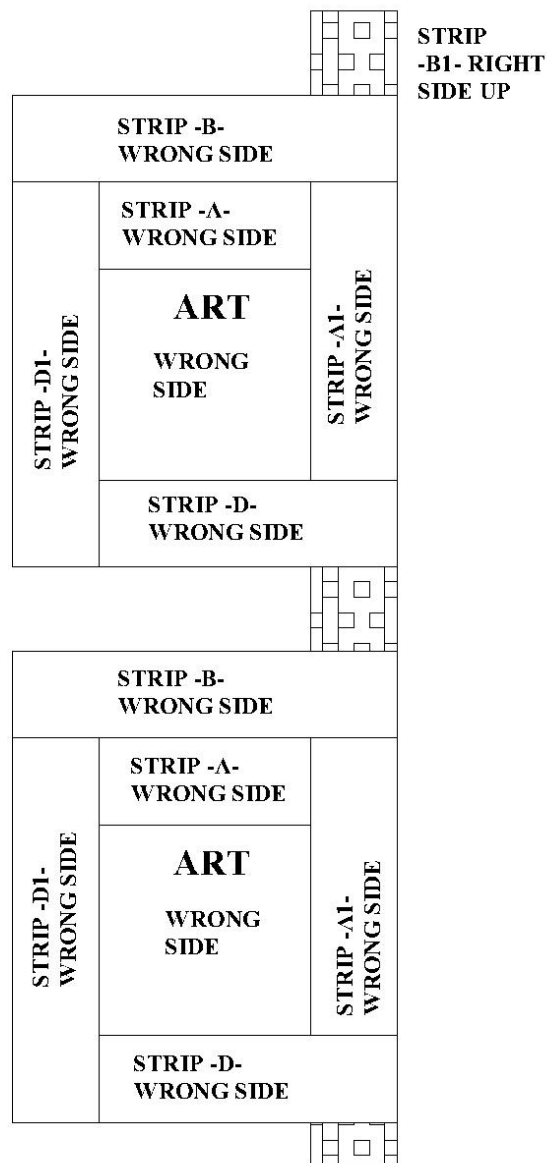 STRIP
-B1- RIGHT
SIDE UP
STRIP -B-
WRONG SIDE
STRIP -A-
WRONG SIDE
ART
WRONG
SIDE
STRIP -D1-
WRONG SIDE
STRIP -A1-
WRONG SIDE
STRIP -D-
WRONG SIDE
STRIP -B-
WRONG SIDE
STRIP -A-
WRONG SIDE
ART
WRONG
SIDE
STRIP -D1-
WRONG SIDE
STRIP -A1-
WRONG SIDE
STRIP -D-
WRONG SIDE